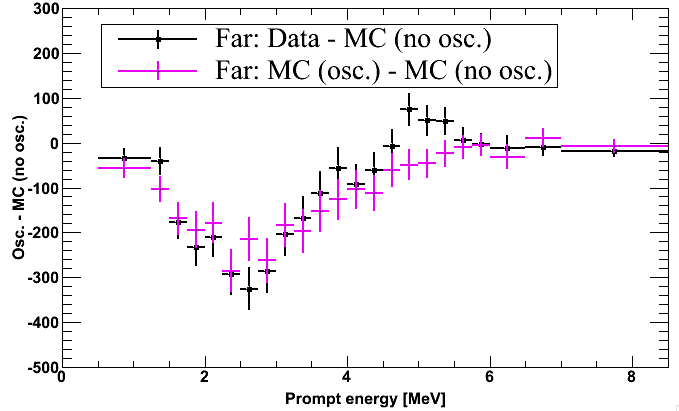 300
Far: Data - MC (no osc.)
200
Far: MC (osc.) - MC (no osc.)
100
0
-100
-200
-300
-400
-500
Osc. - MC (no osc.)
0 2 4 6 8
Prompt energy [MeV]